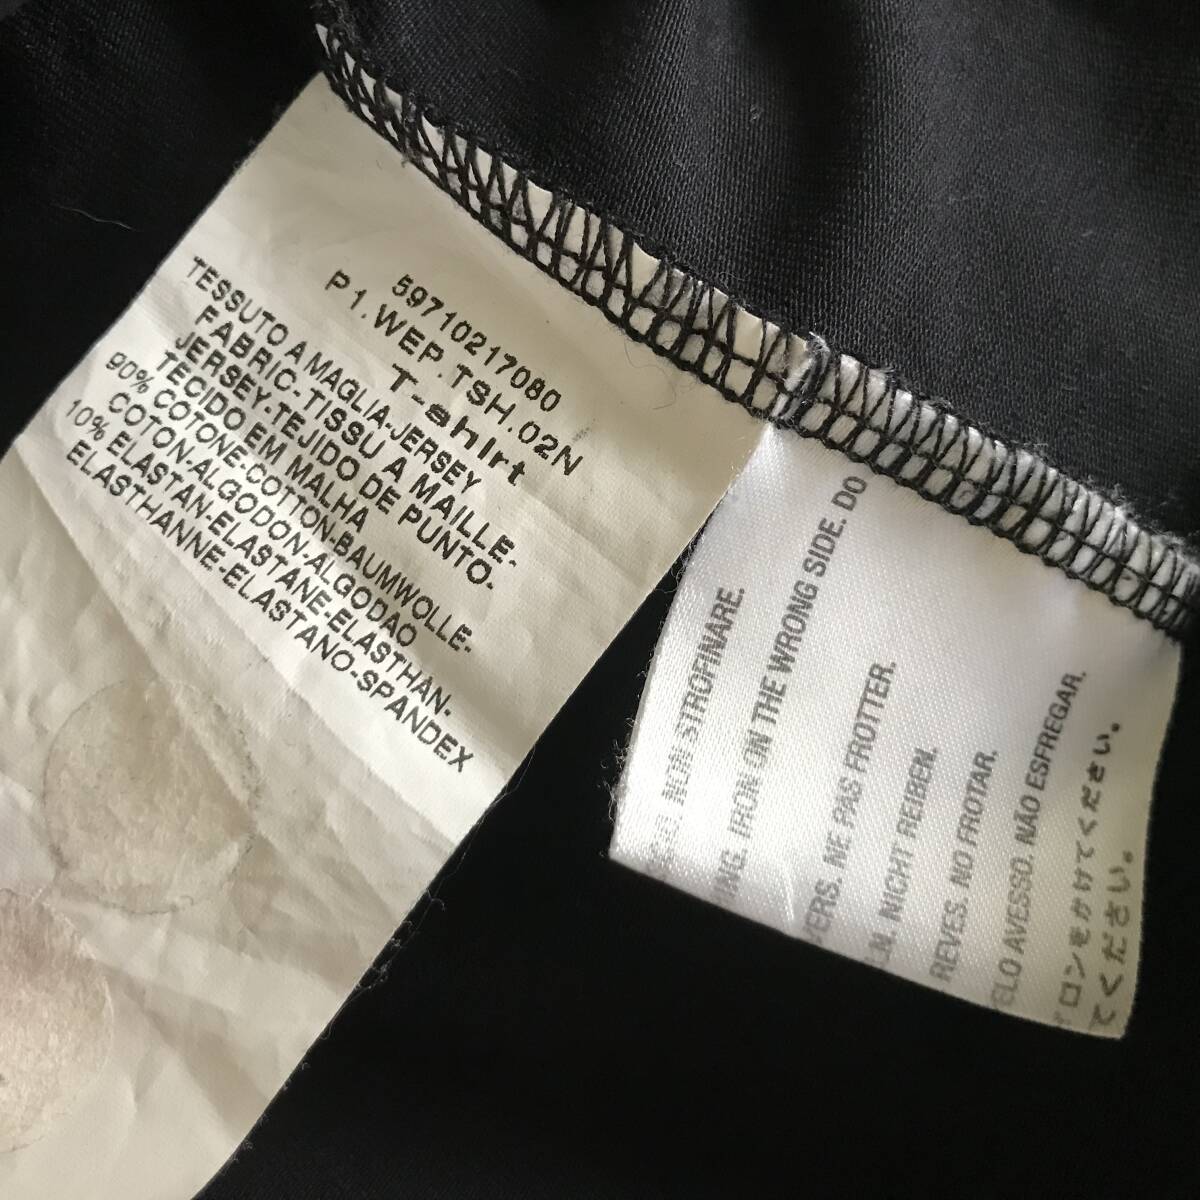 59710217080
P1.WEP.TSH.02N
T-shirt
TESSUTO A MAGLIA-JERSEY
FABRIC-TISSU A MAILLE-
JERSEY-TEJIDO DE PUNTO-
TECIDO EM MALHA
90% COTONE-COTTON-BAUMWOLLE-
COTON-ALGODON-ALGODAO
10% ELASTAN-ELASTANE-ELASTHAN-
ELASTHANNE-ELASTANO-SPANDEX
NON STROFINARE.
IRON ON THE WRONG SIDE. DO
NE PAS FROTTER.
NICHT REIBEN.
REVES. NO FROTAR.
AVESSO. NÃO ESFREGAR.
ロンをかけてください。
てください。